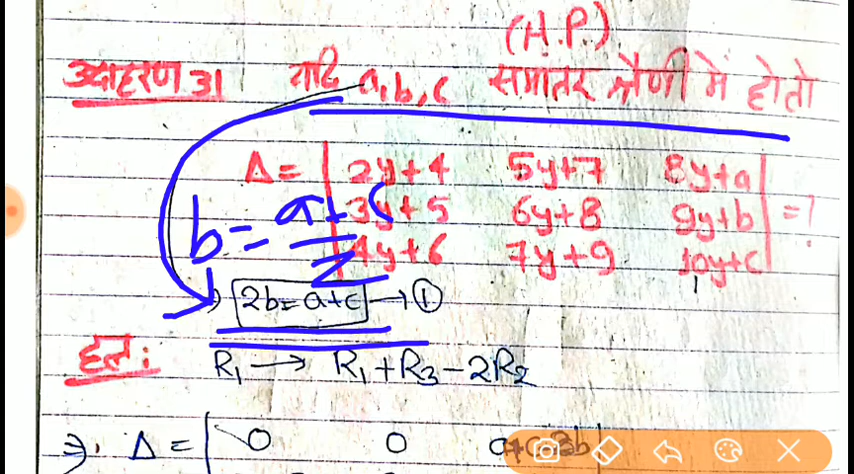 (H.P.)
उदाहरण 31 यदि a,b,c समांतर श्रेणी में हो तो
Δ= | 2y+4 5y+7 8y+a |
b = a+c 3y+5 6y+8 9y+b = ?
2 4y+6 7y+9 10y+c
⇒ 2b=a+c → ①
हल:
R₁ → R₁+R₃-2R₂
⇒ Δ = | 0 0 a+c-2b |